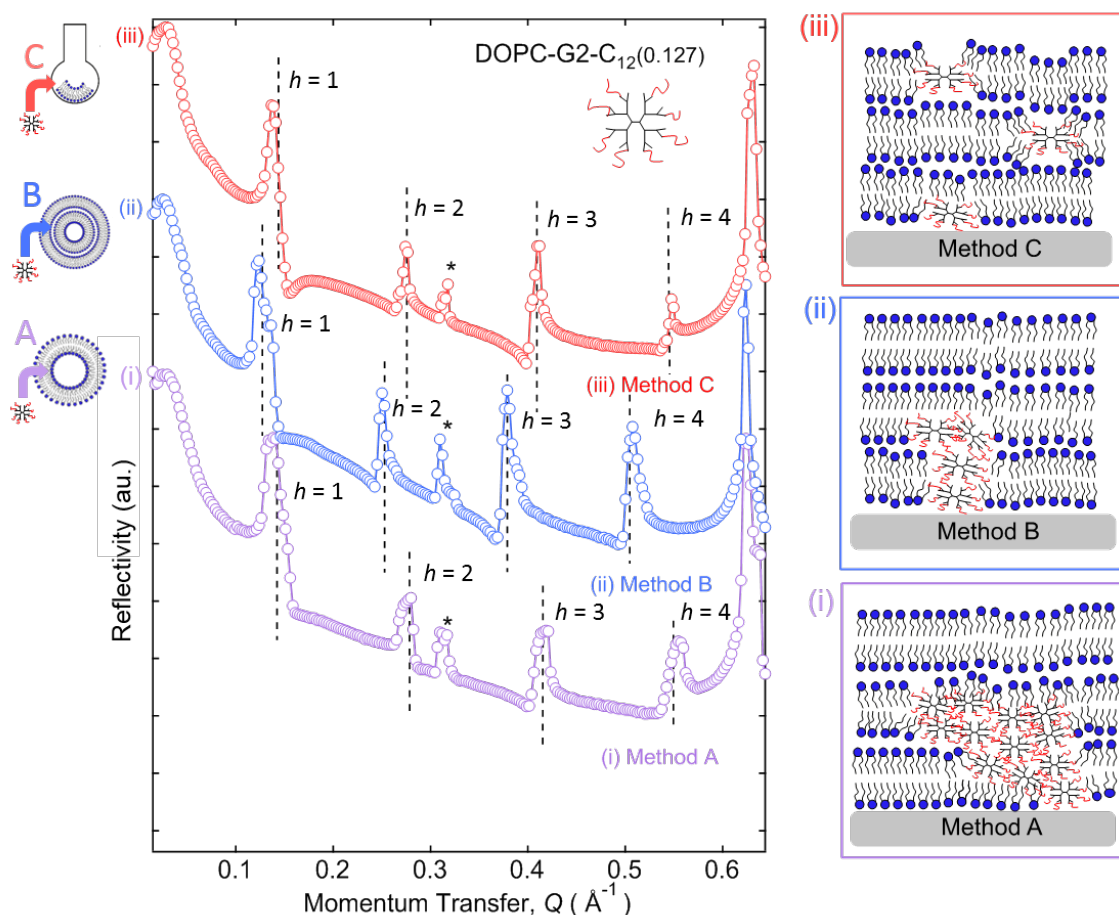 C
B
A
(iii)
(ii)
(i)
DOPC-G2-C12(0.127)
h = 1
h = 2
*
h = 3
h = 4
(iii) Method C
h = 1
h = 2
*
h = 3
h = 4
(ii) Method B
h = 1
h = 2
*
h = 3
h = 4
(i) Method A
Reflectivity (au.)
0.1
0.2
0.3
0.4
0.5
0.6
Momentum Transfer, Q ( Å-1)
(iii)
Method C
(ii)
Method B
(i)
Method A